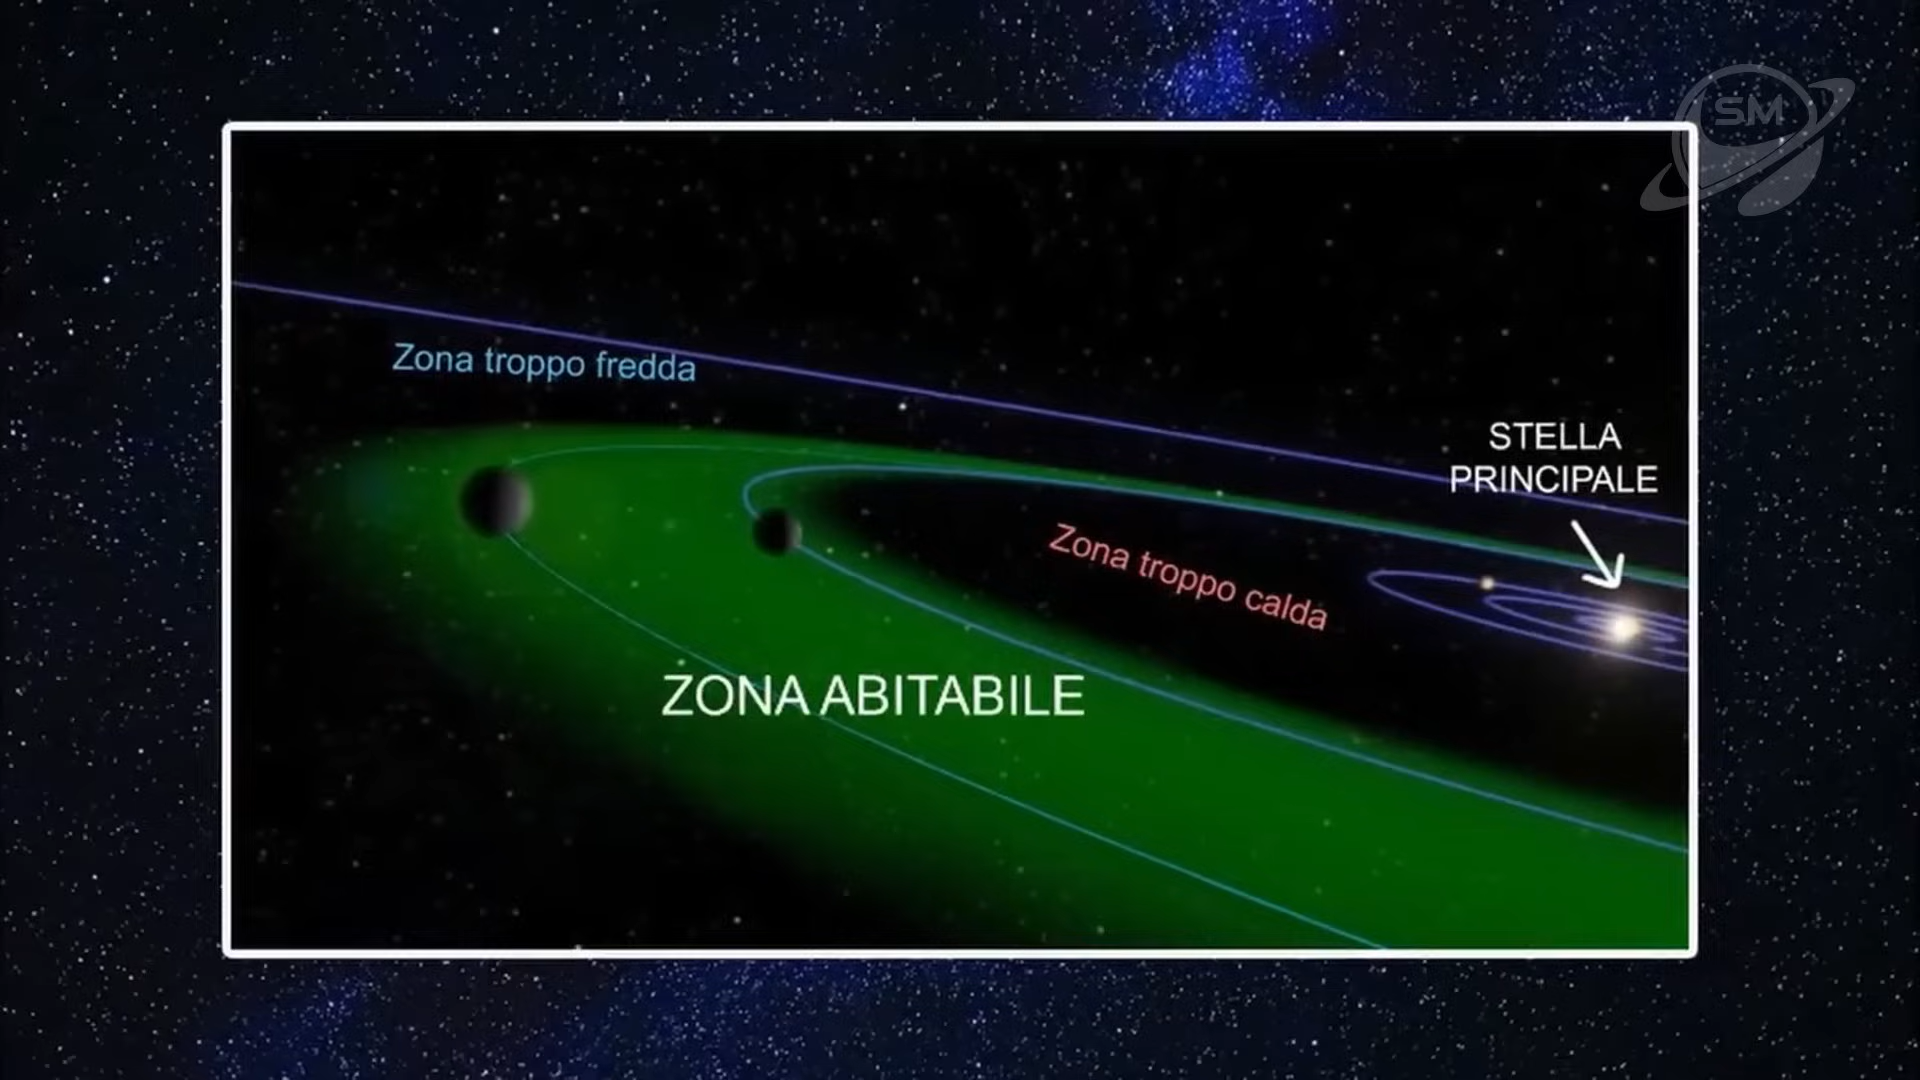 SM
Zona troppo fredda
STELLA
PRINCIPALE
Zona troppo calda
ZONA ABITABILE